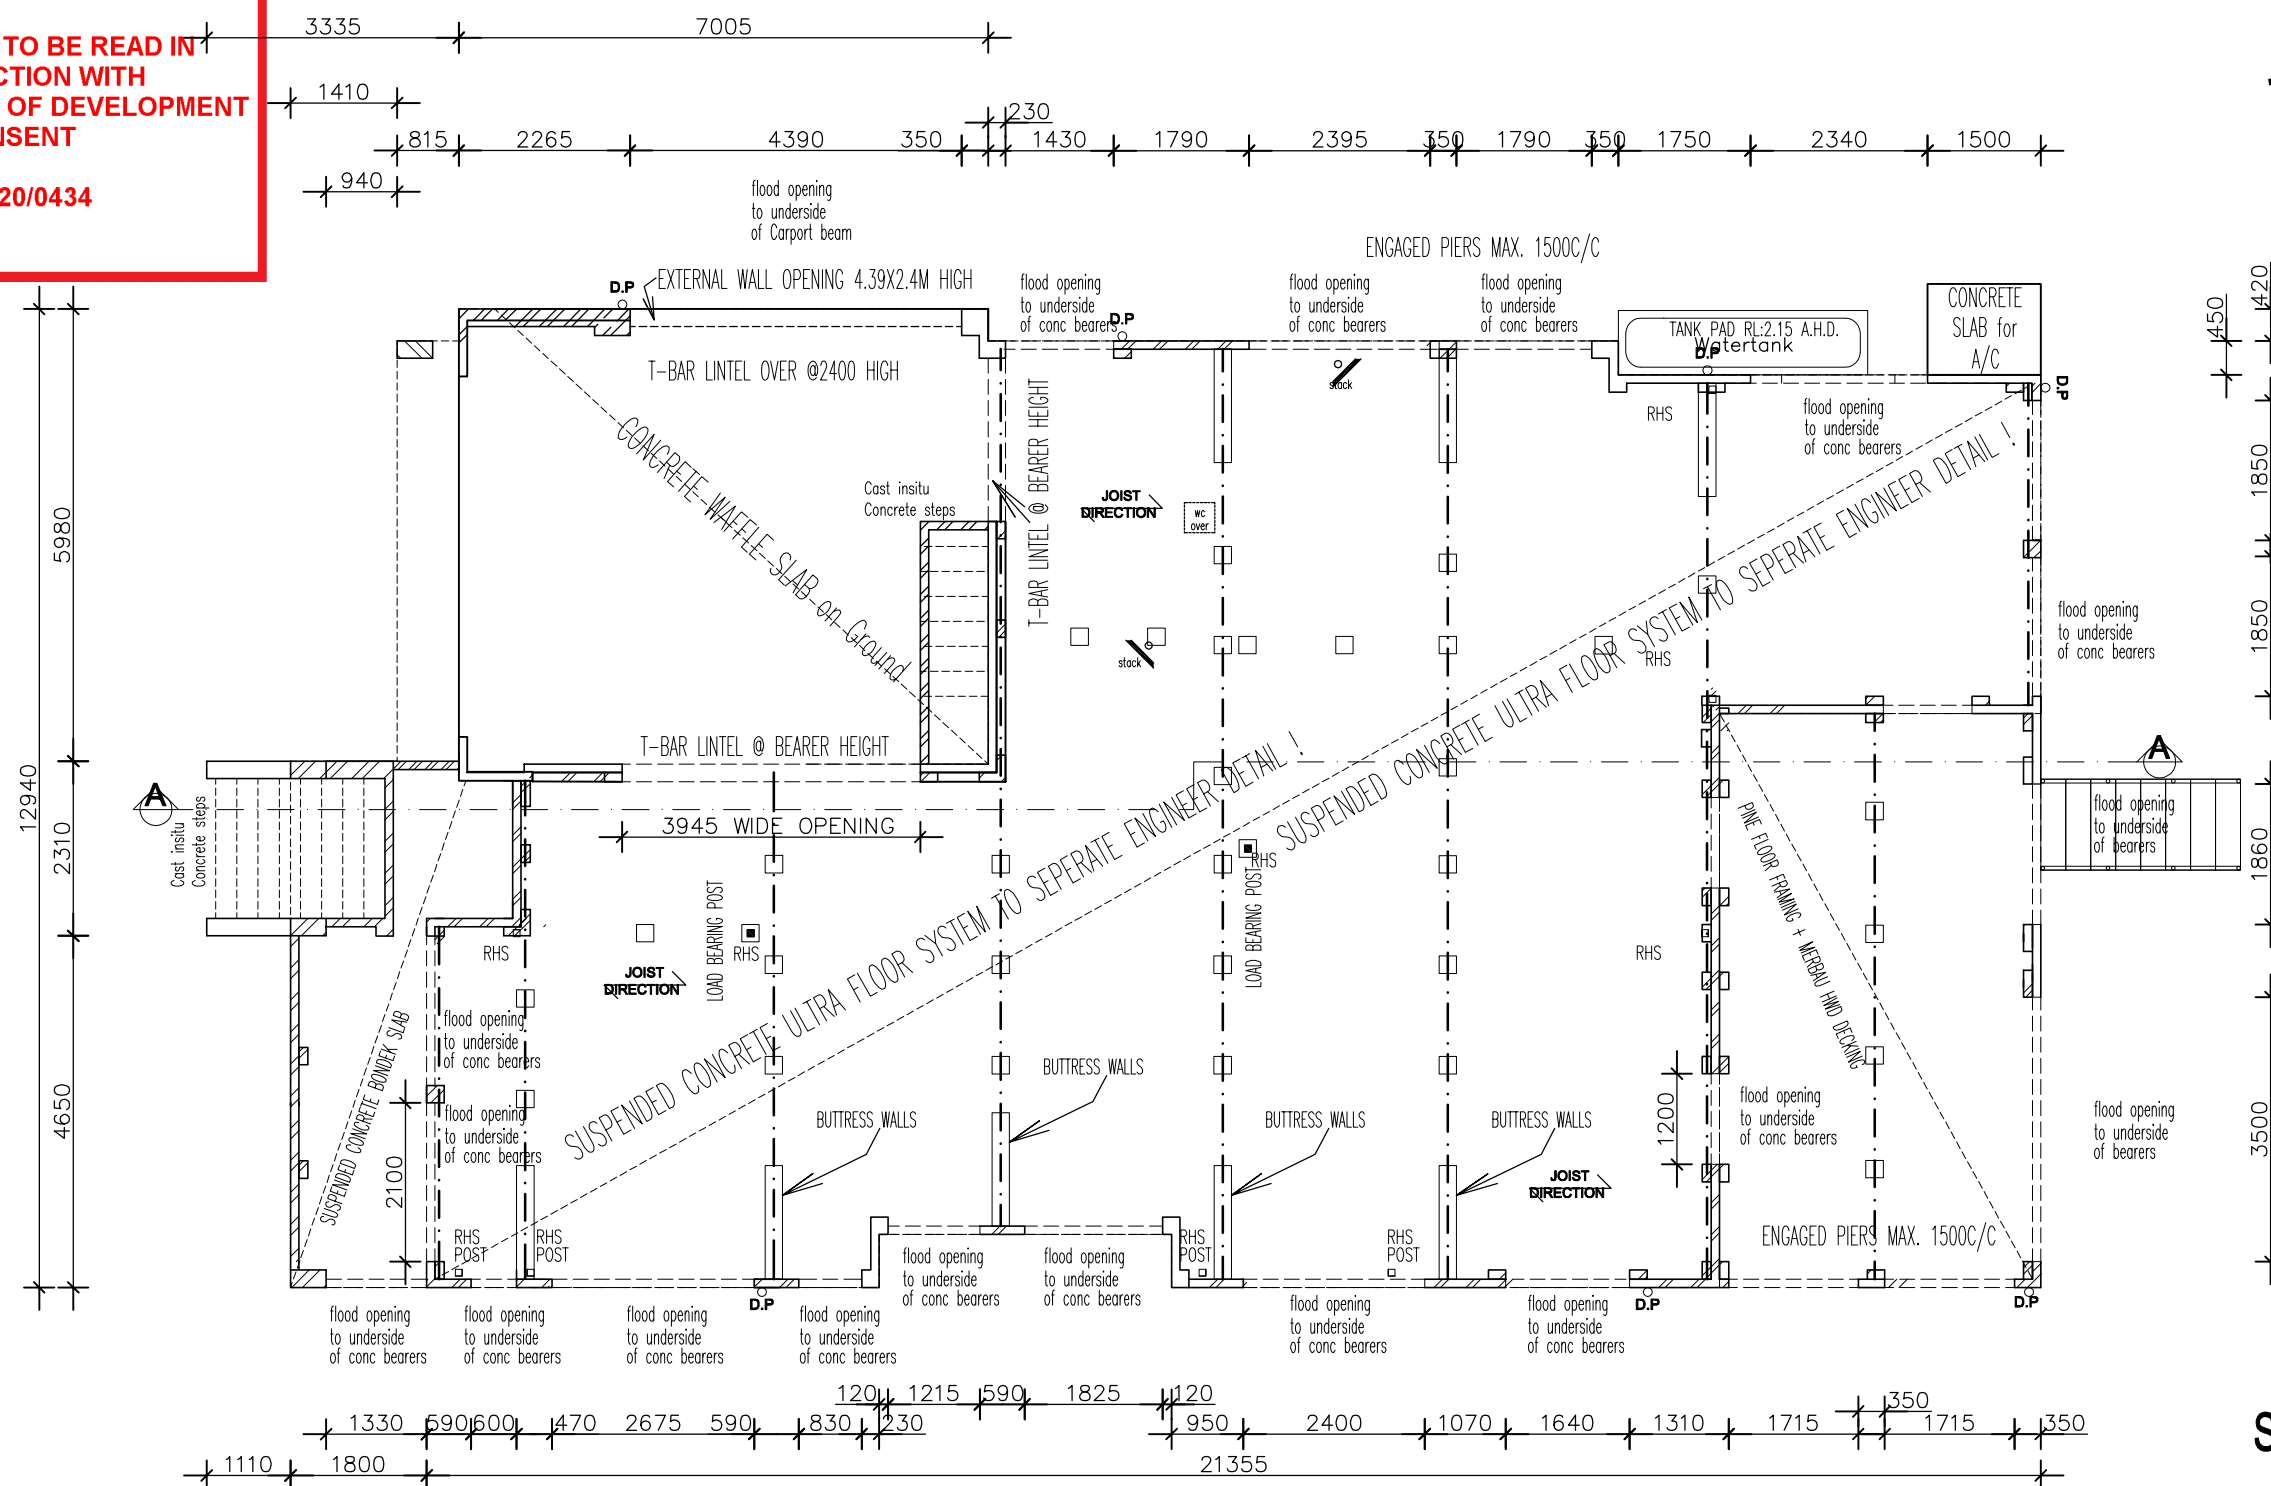 TO BE READ IN
CTION WITH
OF DEVELOPMENT
NSENT
20/0434
3335
7005
1410
230
815
2265
4390
350
1430
1790
2395
350
1790
350
1750
2340
1500
940
flood opening
to underside
of Carport beam
ENGAGED PIERS MAX. 1500C/C
EXTERNAL WALL OPENING 4.39X2.4M HIGH
D.P
flood opening
to underside
of conc bearers
D.P
flood opening
to underside
of conc bearers
flood opening
to underside
of conc bearers
TANK PAD RL:2.15 A.H.D.
Watertank
D.P
CONCRETE
SLAB for
A/C
450
420
T-BAR LINTEL OVER @2400 HIGH
stack
D.P
RHS
flood opening
to underside
of conc bearers
CONCRETE WAFFLE SLAB on Ground
T-BAR LINTEL @ BEARER HEIGHT
Cast insitu
Concrete steps
JOIST
DIRECTION
wc
over
1850
5980
stack
RHS
flood opening
to underside
of conc bearers
1850
T-BAR LINTEL @ BEARER HEIGHT
SUSPENDED CONCRETE ULTRA FLOOR SYSTEM TO SEPERATE ENGINEER DETAIL !
SUSPENDED CONCRETE ULTRA FLOOR SYSTEM TO SEPERATE ENGINEER DETAIL !
A
A
12940
2310
Cast insitu
Concrete steps
3945 WIDE OPENING
RHS
LOAD BEARING POST
PINE FLOOR FRAMING + MERBAU HWD DECKING
flood opening
to underside
of bearers
1860
RHS
LOAD BEARING POST
RHS
RHS
JOIST
DIRECTION
SUSPENDED CONCRETE BONDEK SLAB
flood opening
to underside
of conc bearers
flood opening
to underside
of conc bearers
4650
2100
BUTTRESS WALLS
BUTTRESS WALLS
BUTTRESS WALLS
BUTTRESS WALLS
1200
flood opening
to underside
of conc bearers
flood opening
to underside
of bearers
3500
JOIST
DIRECTION
RHS
POST
RHS
POST
RHS
POST
RHS
POST
ENGAGED PIERS MAX. 1500C/C
flood opening
to underside
of conc bearers
flood opening
to underside
of conc bearers
D.P
D.P
D.P
flood opening
to underside
of conc bearers
flood opening
to underside
of conc bearers
flood opening
to underside
of conc bearers
flood opening
to underside
of conc bearers
flood opening
to underside
of conc bearers
flood opening
to underside
of conc bearers
120
1215
590
1825
120
350
1330
590
600
470
2675
590
830
230
950
2400
1070
1640
1310
1715
1715
350
S
1110
1800
21355